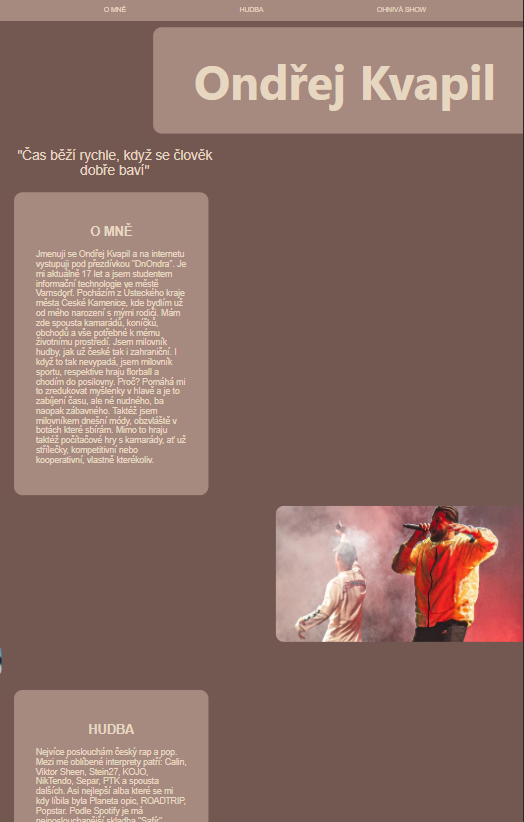 O MNĚ
HUDBA
OHNIVÁ SHOW
Ondřej Kvapil
"Čas běží rychle, když se člověk
dobře baví"
O MNĚ
Jmenuji se Ondřej Kvapil a na internetu
vystupuji pod přezdívkou "DnOndra". Je
mi aktuálně 17 let a jsem studentem
informační technologie ve městě
Varnsdorf. Pocházím z Ústeckého kraje
města České Kamenice, kde bydlím už
od mého narození s mými rodiči. Mám
zde spousta kamarádů, koníčků,
obchodů a vše potřebné k mému
životnímu prostředí. Jsem milovník
hudby, jak už české tak i zahraniční. I
když to tak nevypadá, jsem milovník
sportu, respektive hraju florball a
chodím do posilovny. Proč? Pomáhá mi
to zredukovat myšlenky v hlavě a je to
zabíjení času, ale né nudného, ba
naopak zábavného. Taktéž jsem
milovníkem dnešní módy, obzvláště v
botách které sbírám. Mimo to hraju
taktéž počítačové hry s kamarády, ať už
střílečky, kompetitivní nebo
kooperativní, vlastně kterékoliv.
HUDBA
Nejvíce poslouchám český rap a pop.
Mezi mé oblíbené interprety patří: Calin,
Viktor Sheen, Stein27, KOJO,
NikTendo, Separ, PTK a spousta
dalších. Asi nejlepší alba které se mi
kdy líbila byla Planeta opic, ROADTRIP,
Popstar. Podle Spotify je má
nejposlouchanější skladba "Safír"